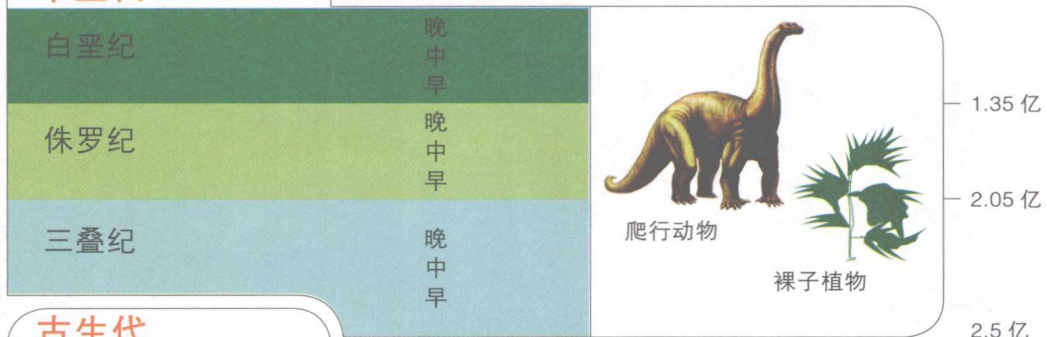 白垩纪
晚
中
早
1.35 亿
侏罗纪
晚
中
早
2.05 亿
三叠纪
晚
中
早
爬行动物
裸子植物
古生代
2.5 亿